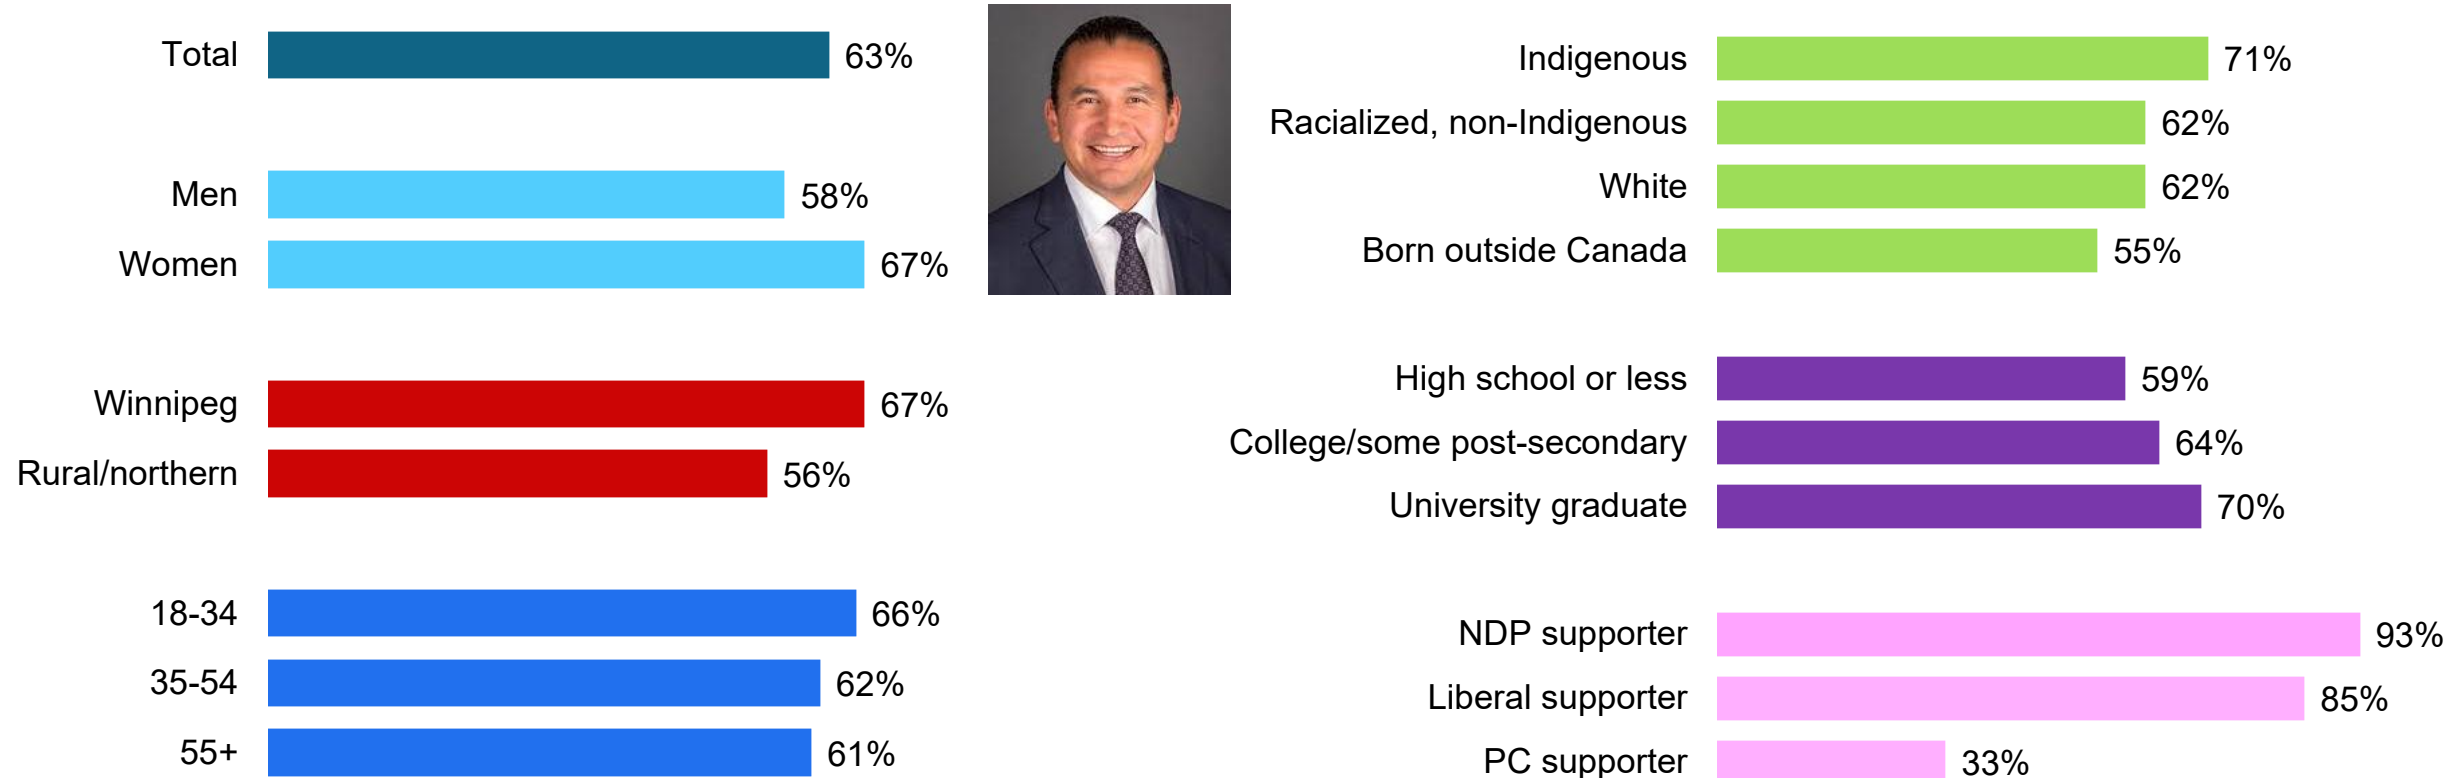 Total 63%
Men 58%
Women 67%
Winnipeg 67%
Rural/northern 56%
18-34 66%
35-54 62%
55+ 61%
Indigenous 71%
Racialized, non-Indigenous 62%
White 62%
Born outside Canada 55%
High school or less 59%
College/some post-secondary 64%
University graduate 70%
NDP supporter 93%
Liberal supporter 85%
PC supporter 33%